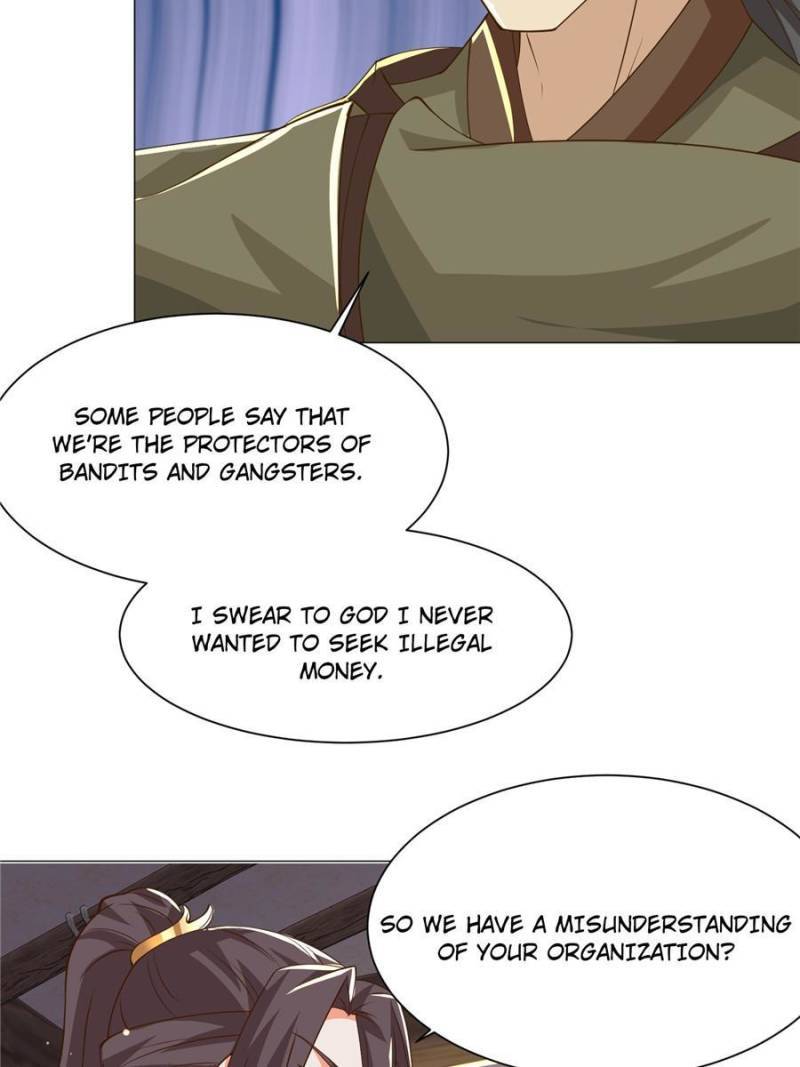 SOME PEOPLE SAY THAT
WE'RE THE PROTECTORS OF
BANDITS AND GANGSTERS.
I SWEAR TO GOD I NEVER
WANTED TO SEEK ILLEGAL
MONEY.
SO WE HAVE A MISUNDERSTANDING
OF YOUR ORGANIZATION?